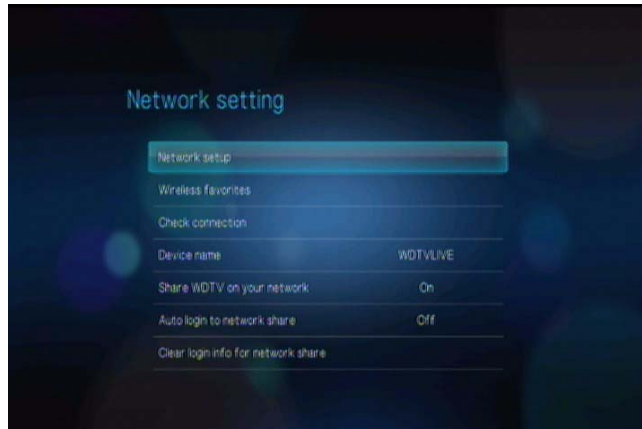 Network setting
Network setup
Wireless favorites
Check connection
Device name WDTVLIVE
Share WDTV on your network On
Auto login to network share Off
Clear login info for network share